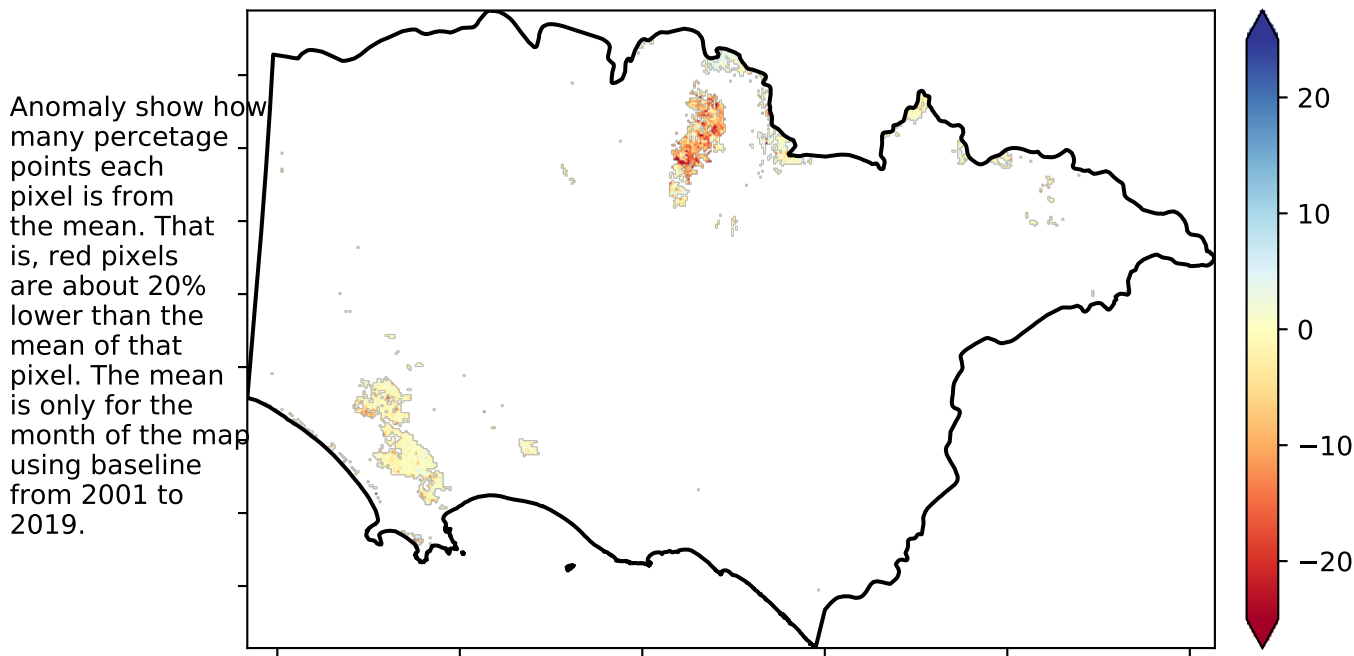 Anomaly show how
many percetage
points each
pixel is from
the mean. That
is, red pixels
are about 20%
lower than the
mean of that
pixel. The mean
is only for the
month of the map
using baseline
from 2001 to
2019.
20
10
0
−10
−20